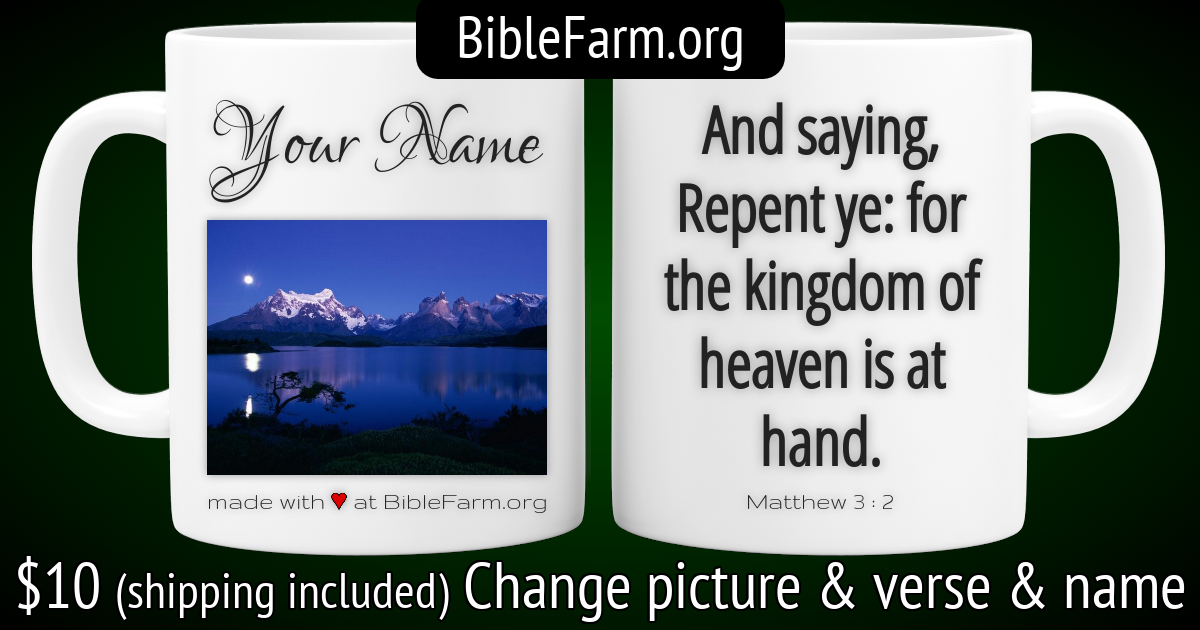 BibleFarm.org
Your Name
made with ♥ at BibleFarm.org
And saying,
Repent ye: for
the kingdom of
heaven is at
hand.
Matthew 3 : 2
$10 (shipping included) Change picture & verse & name